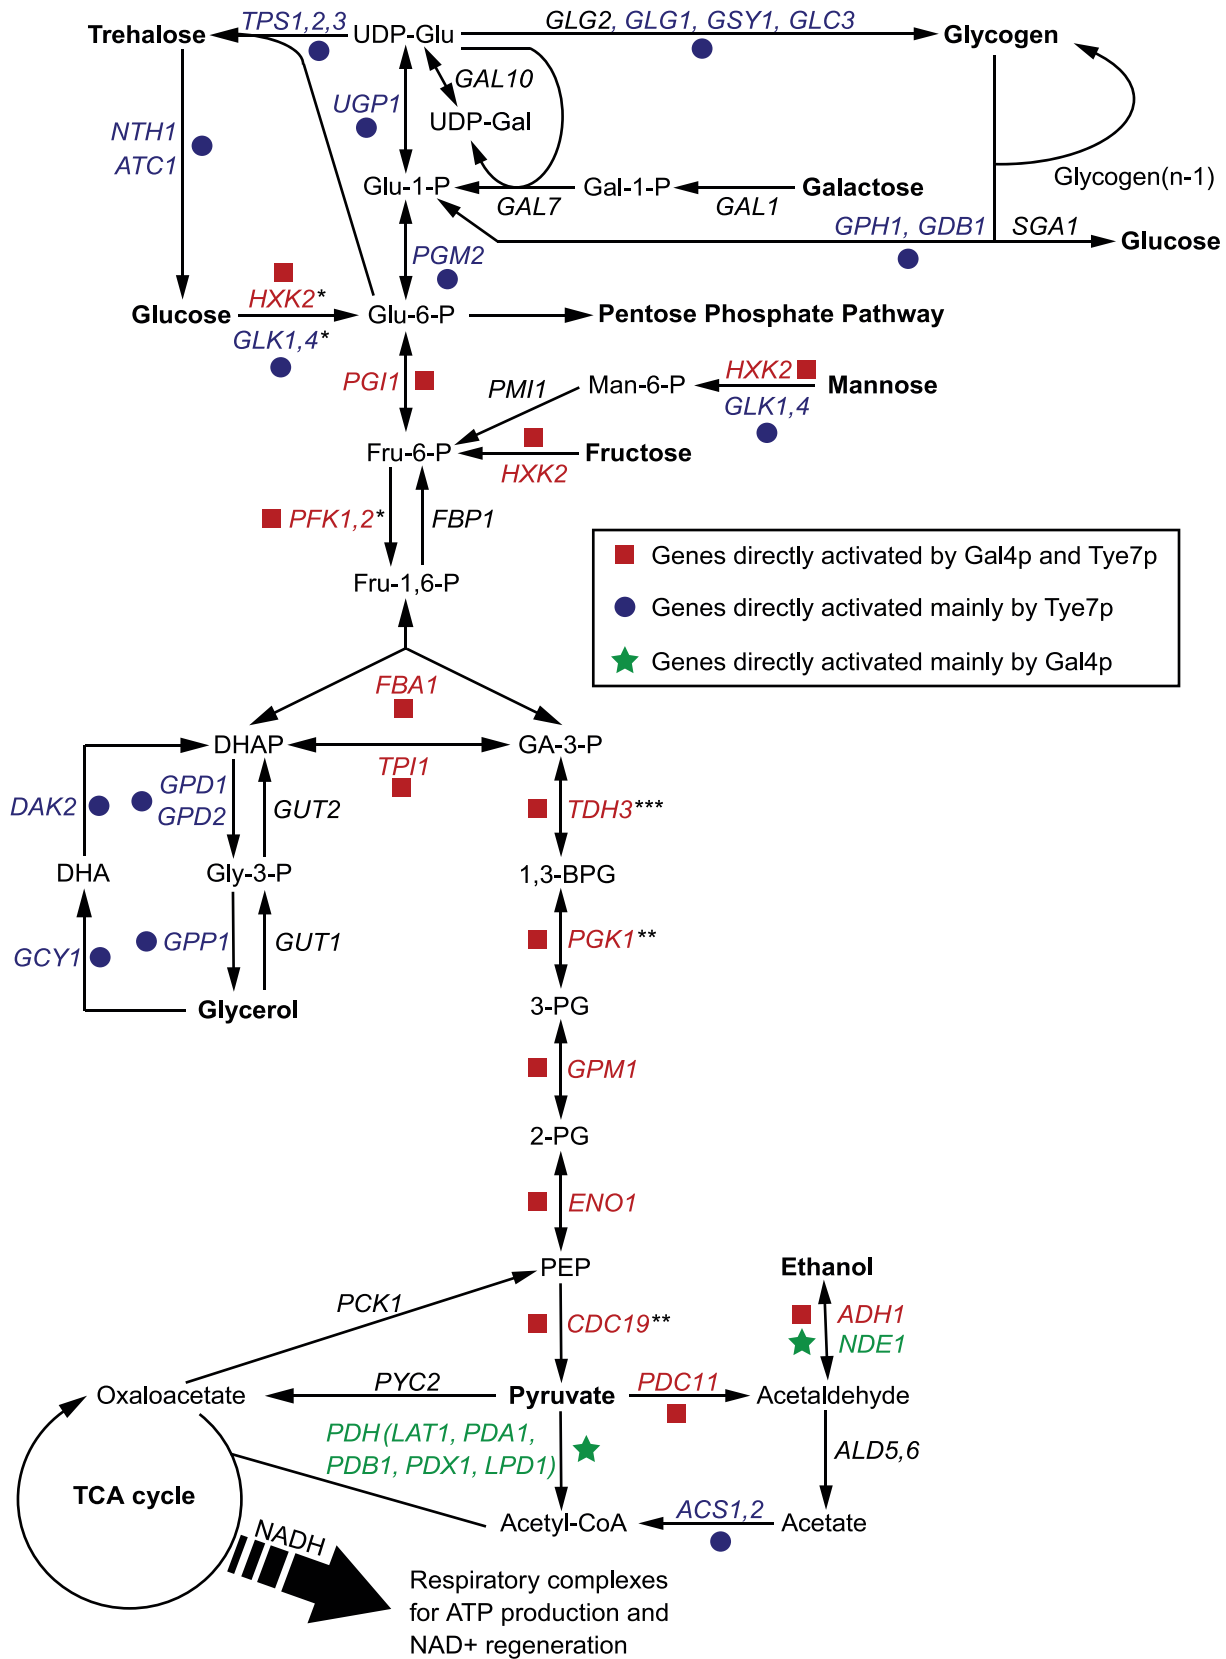 TPS1,2,3
GLG2, GLG1, GSY1, GLC3
Trehalose
UDP-Glu
Glycogen
GAL10
UGP1
UDP-Gal
NTH1
ATC1
Glu-1-P
Gal-1-P
Galactose
Glycogen(n-1)
GAL7
GAL1
GPH1, GDB1
SGA1
Glucose
PGM2
HXK2*
Glucose
Glu-6-P
Pentose Phosphate Pathway
GLK1,4*
PGI1
PMI1
Man-6-P
HXK2
Mannose
GLK1,4
Fru-6-P
Fructose
HXK2
PFK1,2*
FBP1
Genes directly activated by Gal4p and Tye7p
Genes directly activated mainly by Tye7p
Genes directly activated mainly by Gal4p
Fru-1,6-P
FBA1
DHAP
GA-3-P
TPI1
DAK2
GPD1
GPD2
GUT2
TDH3***
DHA
Gly-3-P
1,3-BPG
GCY1
GPP1
GUT1
PGK1**
Glycerol
3-PG
GPM1
2-PG
ENO1
PEP
Ethanol
PCK1
CDC19**
ADH1
NDE1
Oxaloacetate
PYC2
Pyruvate
PDC11
Acetaldehyde
PDH(LAT1, PDA1,
PDB1, PDX1, LPD1)
ALD5,6
TCA cycle
Acetyl-CoA
ACS1,2
Acetate
NADH
Respiratory complexes
for ATP production and
NAD+ regeneration